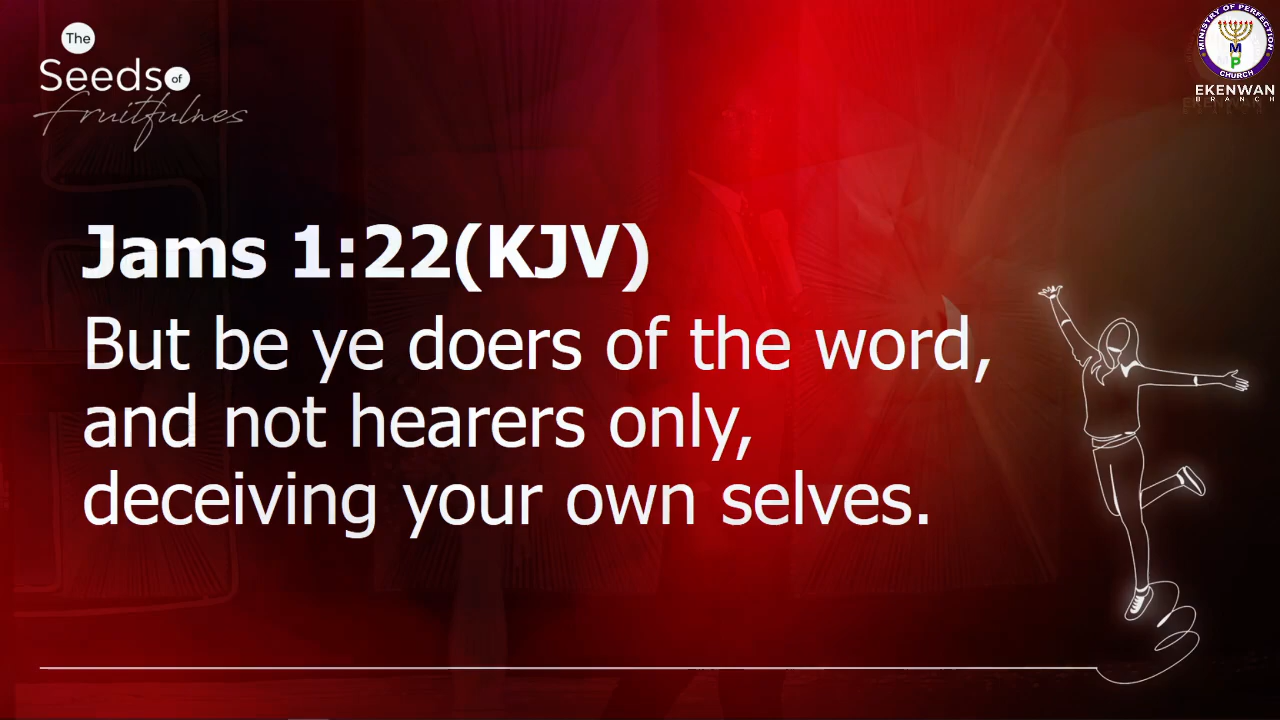 The
Seeds of
fruitfulnes
MINISTRY OF PERFECTION
M
P
CHURCH
EKENWAN
BRANCH
Jams 1:22(KJV)
But be ye doers of the word,
and not hearers only,
deceiving your own selves.